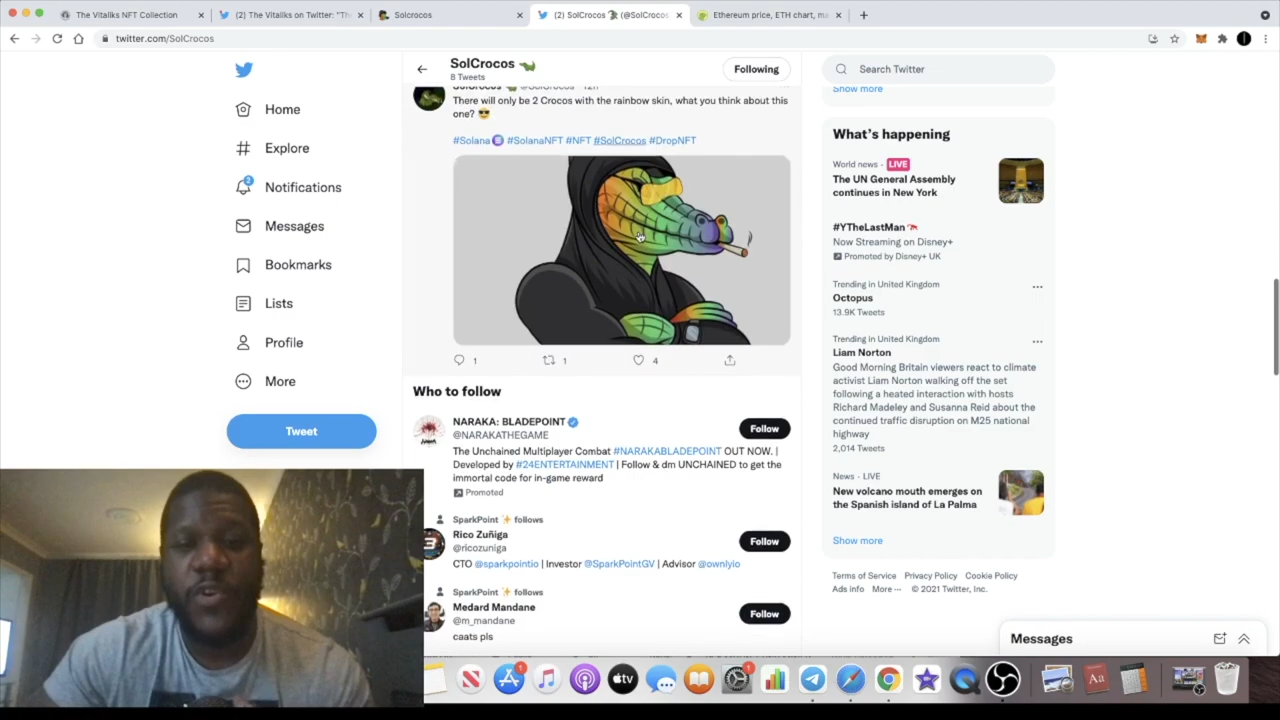 The Vitaliks NFT Collection
(2) The Vitaliks on Twitter: "The
Solcrocos
(2) SolCrocos 🐊 (@SolCrocos
Ethereum price, ETH chart, ma
twitter.com/SolCrocos
Home
Explore
2
Notifications
Messages
Bookmarks
Lists
Profile
More
Tweet
SolCrocos 🐊
8 Tweets
Following
There will only be 2 Crocos with the rainbow skin, what you think about this
one? 😎
#Solana #SolanaNFT #NFT #SolCrocos #DropNFT
1
1
4
Who to follow
NARAKA: BLADEPOINT
@NARAKATHEGAME
Follow
The Unchained Multiplayer Combat #NARAKABLADEPOINT OUT NOW. |
Developed by #24ENTERTAINMENT | Follow & dm UNCHAINED to get the
immortal code for in-game reward
Promoted
SparkPoint ✨ follows
Rico Zuñiga
@ricozuniga
Follow
CTO @sparkpointio | Investor @SparkPointGV | Advisor @ownlyio
SparkPoint ✨ follows
Medard Mandane
@m_mandane
Follow
caats pls
Search Twitter
Show more
What's happening
World news · LIVE
The UN General Assembly
continues in New York
#YTheLastMan
Now Streaming on Disney+
Promoted by Disney+ UK
Trending in United Kingdom
Octopus
13.9K Tweets
Trending in United Kingdom
Liam Norton
Good Morning Britain viewers react to climate
activist Liam Norton walking off the set
following a heated interaction with hosts
Richard Madeley and Susanna Reid about the
continued traffic disruption on M25 national
highway
2,014 Tweets
News · LIVE
New volcano mouth emerges on
the Spanish island of La Palma
Show more
Terms of Service Privacy Policy Cookie Policy
Ads info More ··· © 2021 Twitter, Inc.
Messages
1
tv
1
Aa